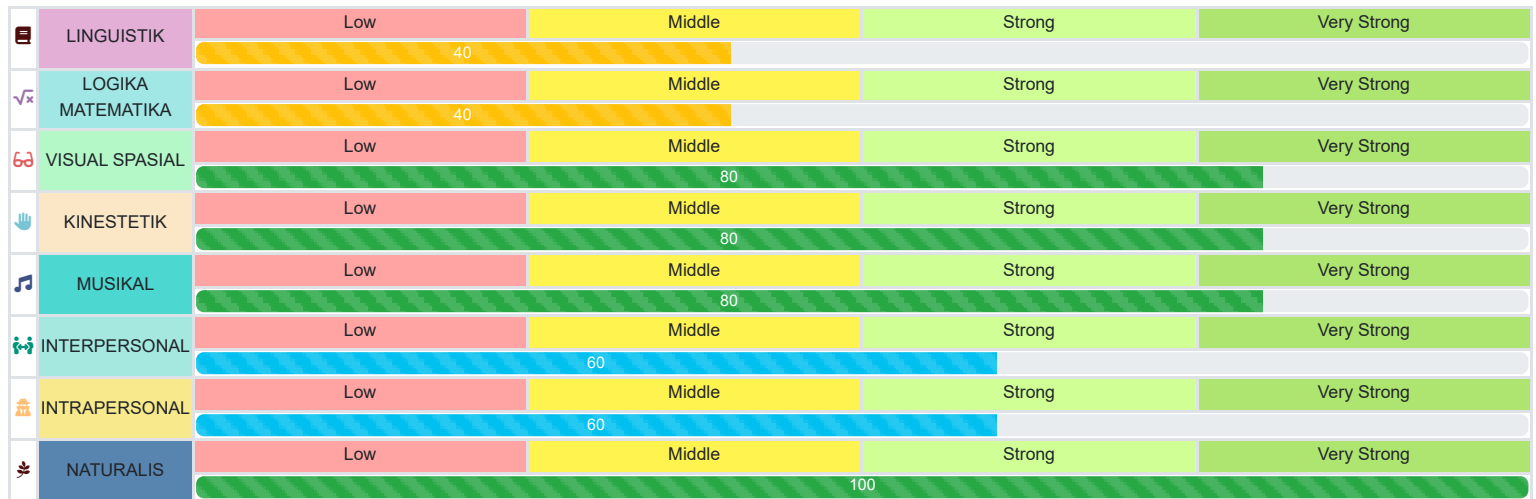 LINGUISTIK
Low Middle Strong Very Strong
40
LOGIKA
MATEMATIKA
Low Middle Strong Very Strong
40
VISUAL SPASIAL
Low Middle Strong Very Strong
80
KINESTETIK
Low Middle Strong Very Strong
80
MUSIKAL
Low Middle Strong Very Strong
80
INTERPERSONAL
Low Middle Strong Very Strong
60
INTRAPERSONAL
Low Middle Strong Very Strong
60
NATURALIS
Low Middle Strong Very Strong
100